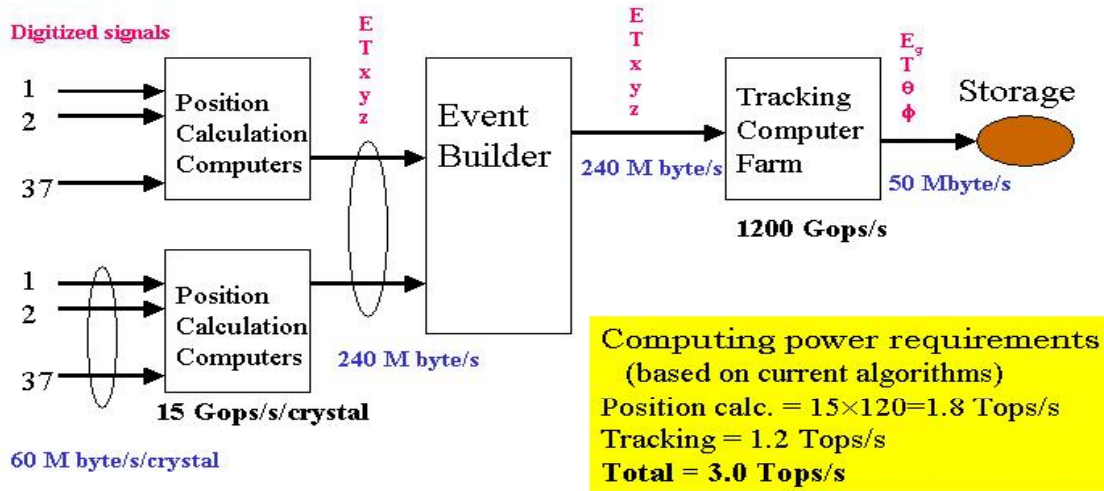 Digitized signals
1
2
37
Position
Calculation
Computers
E
T
x
y
z
Event
Builder
E
T
x
y
z
240 M byte/s
Tracking
Computer
Farm
1200 Gops/s
Eg
T
θ
ϕ
50 Mbyte/s
Storage
1
2
37
Position
Calculation
Computers
15 Gops/s/crystal
60 M byte/s/crystal
240 M byte/s
Computing power requirements
(based on current algorithms)
Position calc. = 15×120=1.8 Tops/s
Tracking = 1.2 Tops/s
Total = 3.0 Tops/s